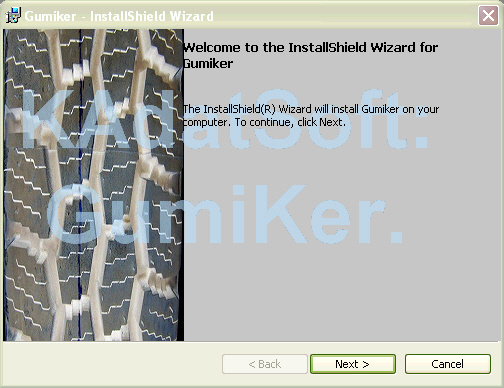 Gumiker - InstallShield Wizard
Welcome to the InstallShield Wizard for
Gumiker
The InstallShield(R) Wizard will install Gumiker on your
computer. To continue, click Next.
KAdatSoft.
GumiKer.
< Back
Next >
Cancel